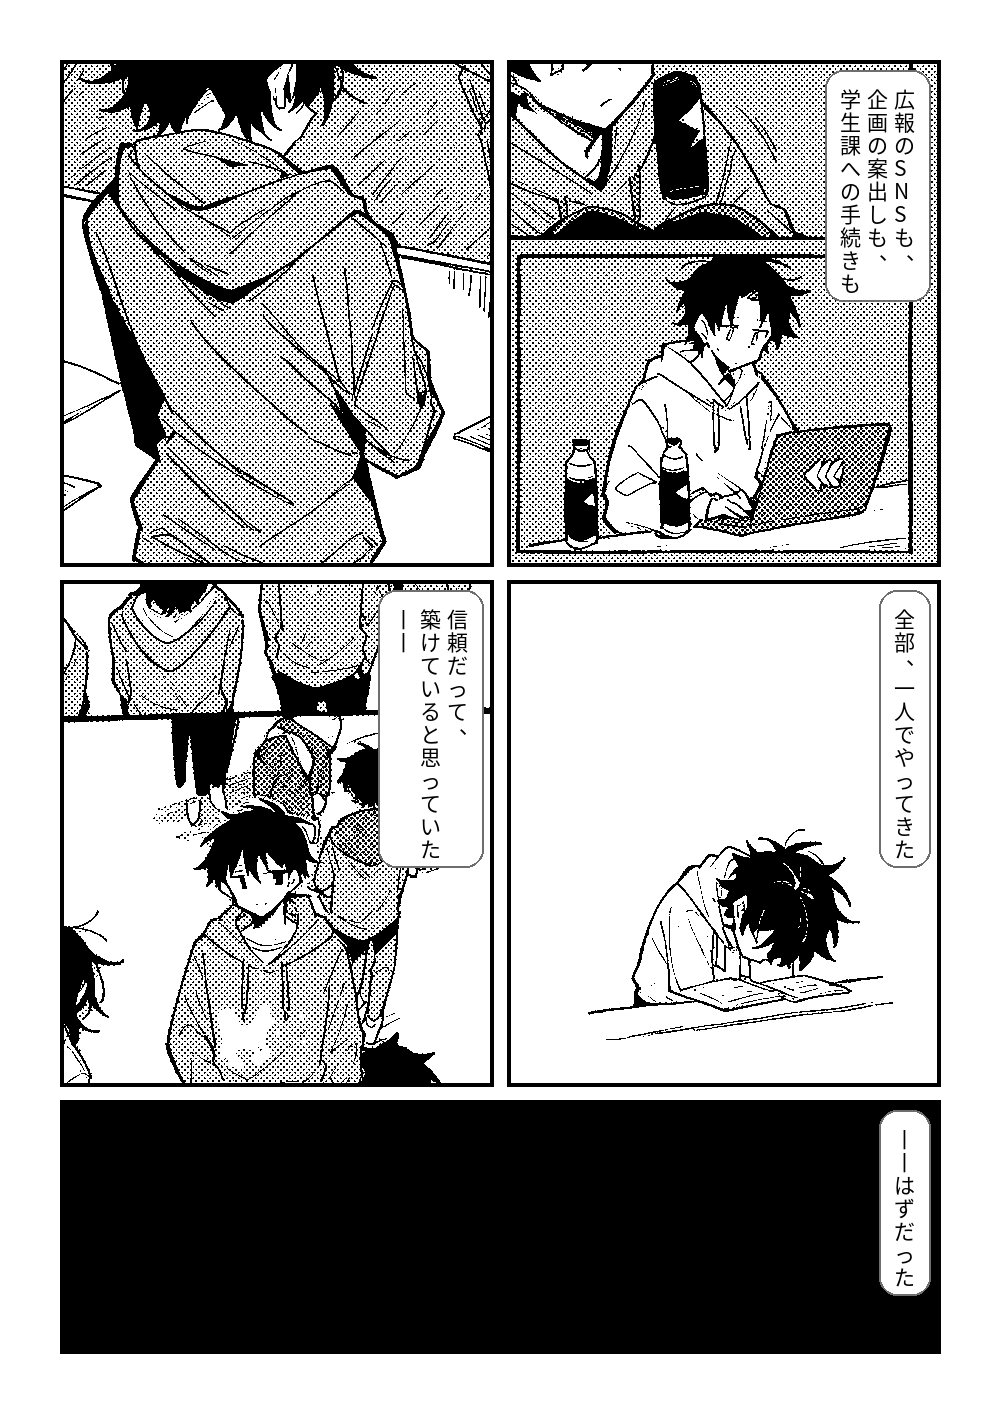 広報のSNSも、
企画の案出しも、
学生課への手続きも
全部、一人でやってきた
信頼だって、
築けていると思っていた
——
——はずだった